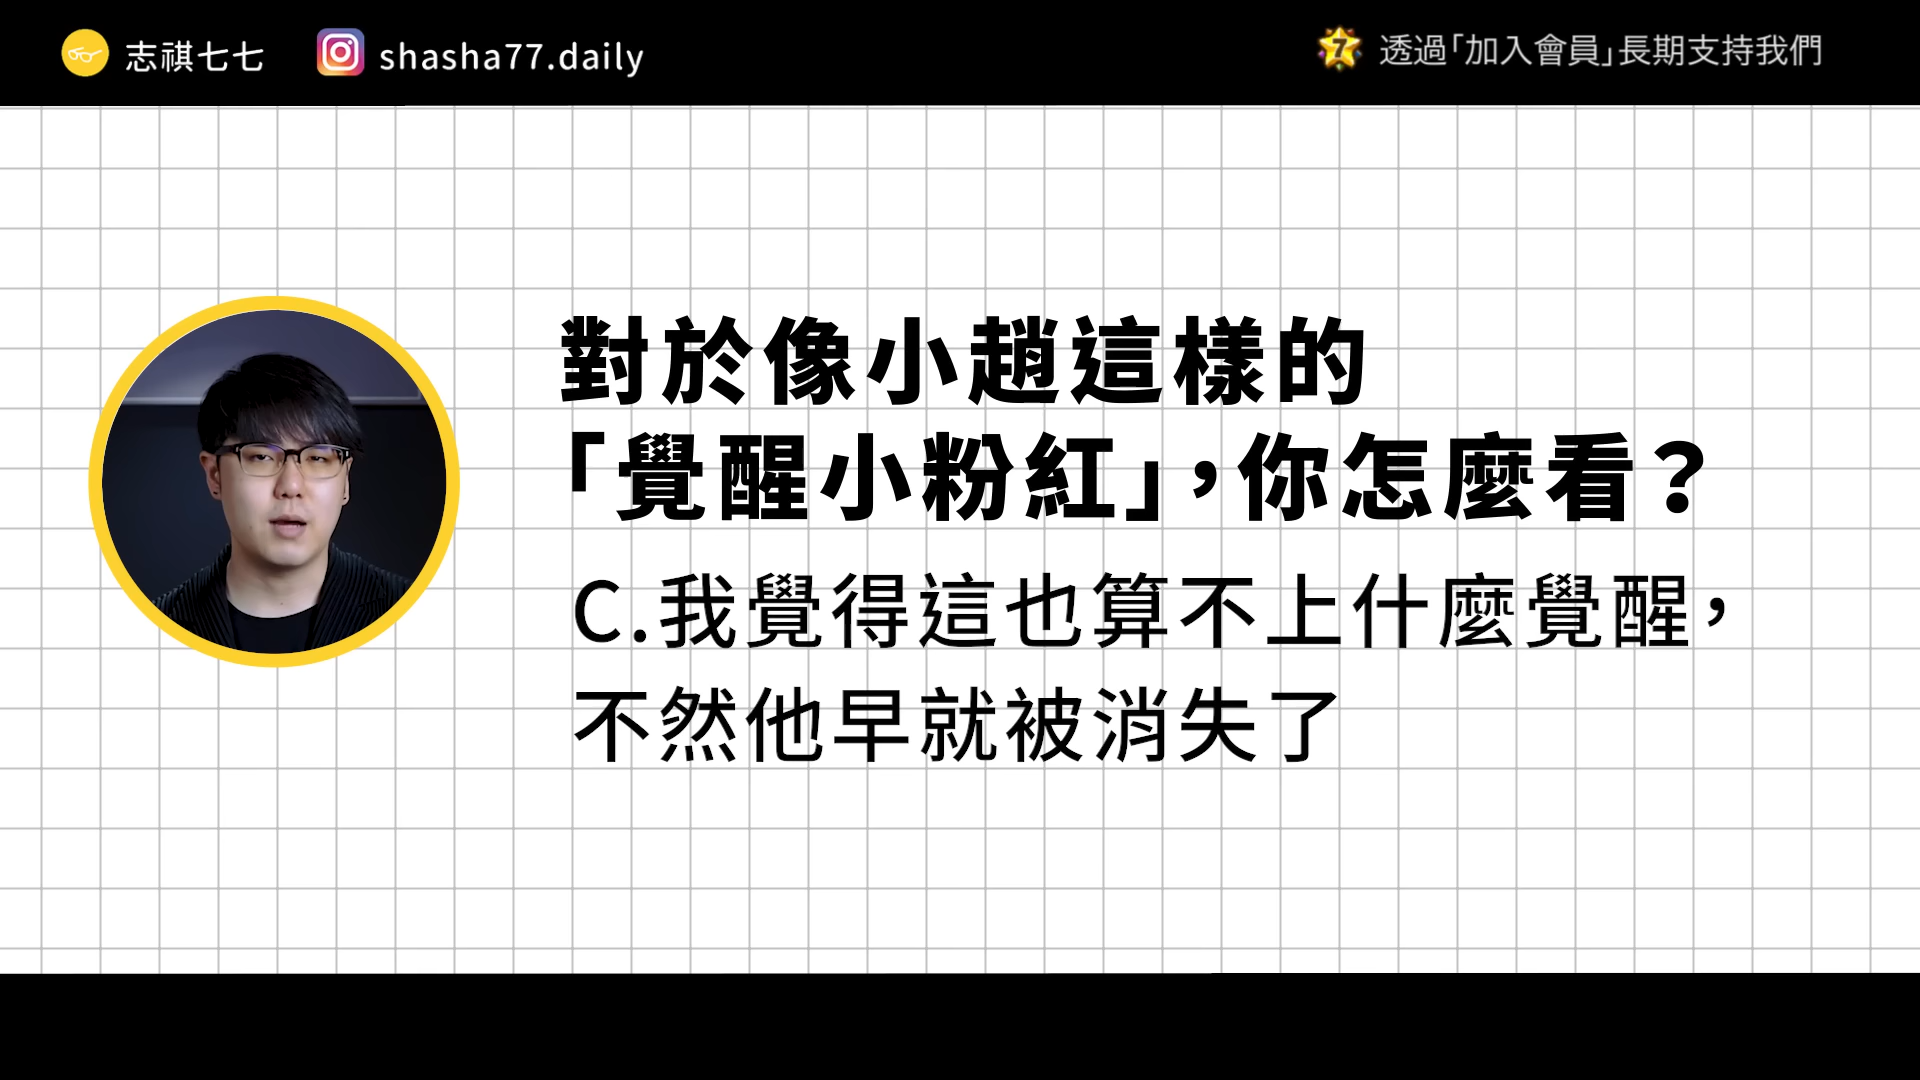 志祺七七
shasha77.daily
7 透過「加入會員」長期支持我們
對於像小趙這樣的
「覺醒小粉紅」，你怎麼看？
C.我覺得這也算不上什麼覺醒，
不然他早就被消失了